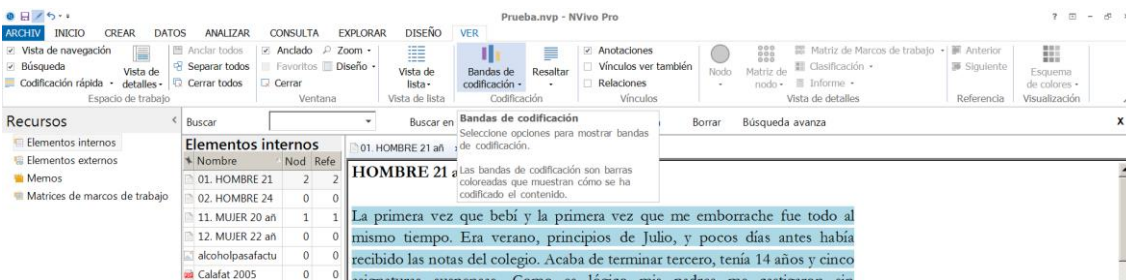 Prueba.nvp - NVivo Pro
ARCHIV INICIO CREAR DATOS ANALIZAR CONSULTA EXPLORAR DISEÑO VER
Vista de navegación
Búsqueda
Codificación rápida
Vista de detalles
Espacio de trabajo
Anclar todos
Separar todos
Cerrar todos
Anclado
Favoritos
Cerrar
Zoom
Diseño
Ventana
Vista de lista
Vista de lista
Bandas de codificación
Resaltar
Codificación
Anotaciones
Vínculos ver también
Relaciones
Vínculos
Nodo
Matriz de nodo
Matriz de Marcos de trabajo
Clasificación
Informe
Vista de detalles
Anterior
Siguiente
Referencia
Esquema de colores
Visualización
Recursos
Elementos internos
Elementos externos
Memos
Matrices de marcos de trabajo
Buscar
Buscar en
Borrar
Búsqueda avanza
X
Bandas de codificación
Seleccione opciones para mostrar bandas
de codificación.
Las bandas de codificación son barras
coloreadas que muestran cómo se ha
codificado el contenido.
Elementos internos
Nombre Nod Refe
01. HOMBRE 21 2 2
02. HOMBRE 24 0 0
11. MUJER 20 añ 1 1
12. MUJER 22 añ 0 0
alcoholpasafactu 0 0
Calafat 2005 0 0
01. HOMBRE 21 añ
HOMBRE 21 a
La primera vez que bebí y la primera vez que me emborrache fue todo al
mismo tiempo. Era verano, principios de Julio, y pocos días antes había
recibido las notas del colegio. Acaba de terminar tercero, tenía 14 años y cinco